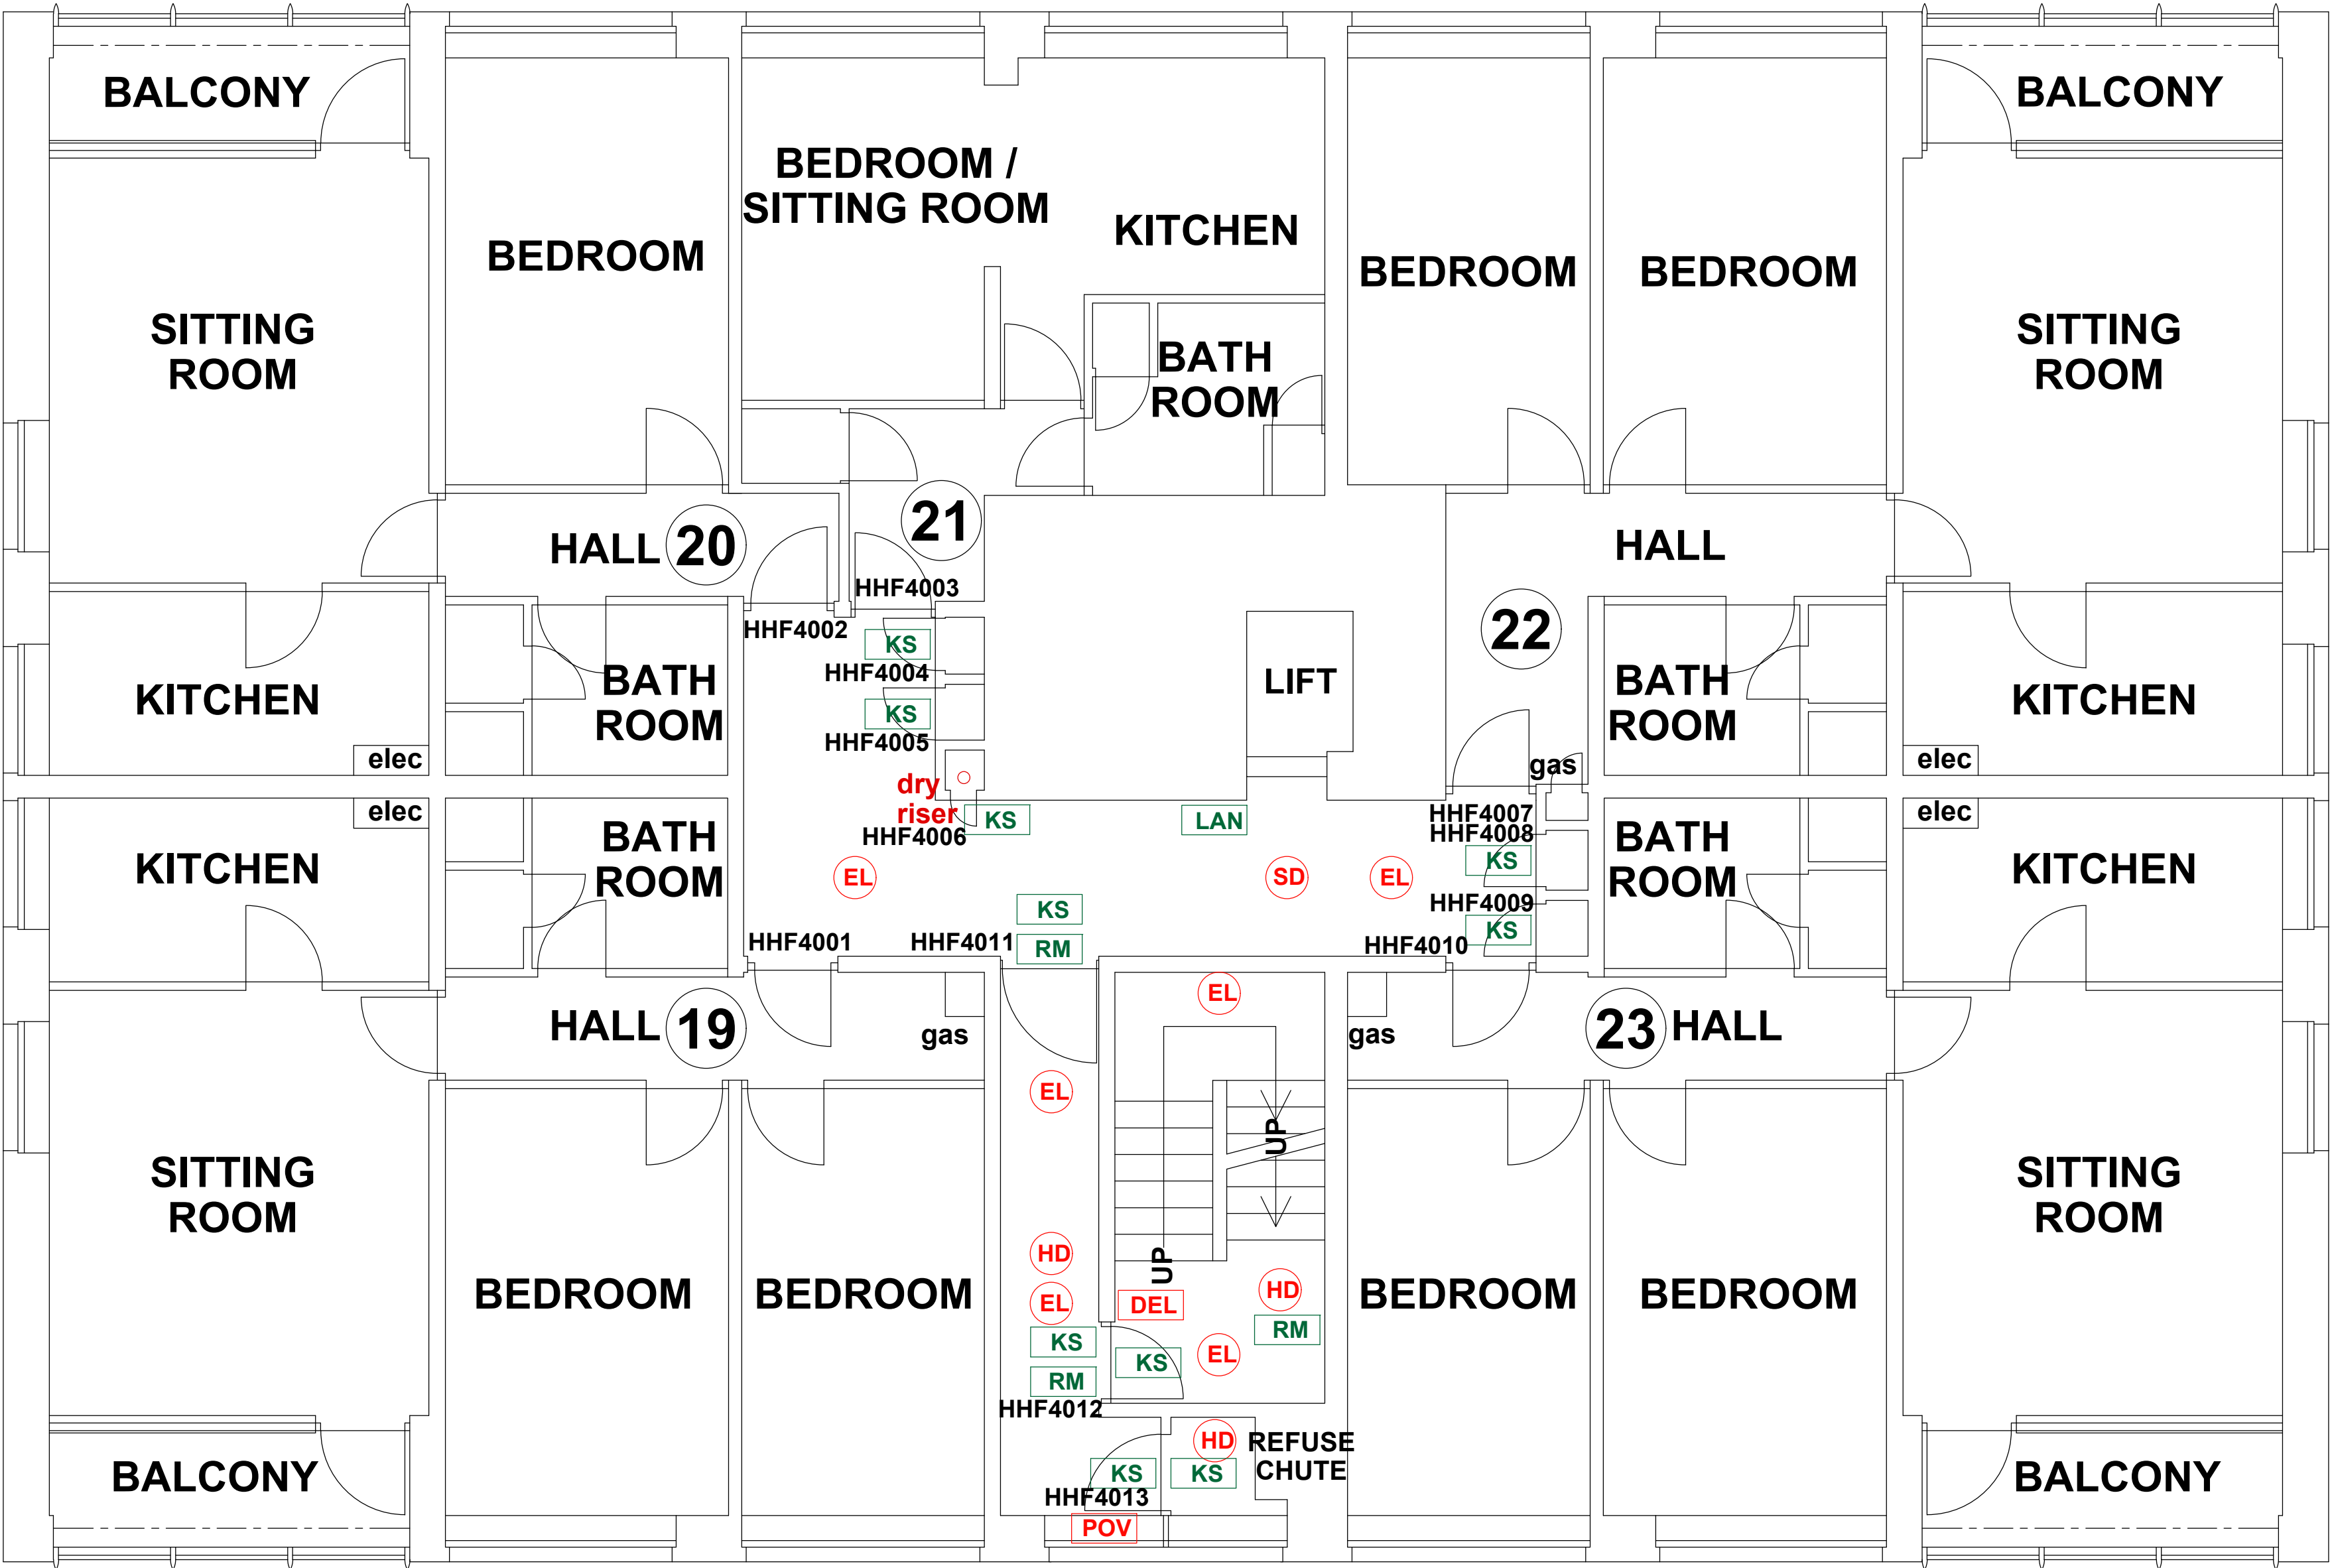 BALCONY
BALCONY
BEDROOM /
SITTING ROOM
KITCHEN
BEDROOM
BEDROOM
BEDROOM
SITTING
ROOM
SITTING
ROOM
BATH
ROOM
21
HALL 20
HALL
HHF4003
HHF4002
KS
22
HHF4004
KITCHEN
BATH
ROOM
LIFT
BATH
ROOM
KITCHEN
KS
HHF4005
elec
gas
elec
dry
riser
elec
KS
LAN
HHF4007
elec
HHF4006
HHF4008
KITCHEN
BATH
ROOM
BATH
ROOM
KITCHEN
KS
EL
SD
EL
KS
HHF4009
KS
HHF4001
HHF4011
RM
HHF4010
EL
HALL 19
gas
gas
23 HALL
EL
UP
SITTING
ROOM
SITTING
ROOM
HD
UP
BEDROOM
BEDROOM
BEDROOM
BEDROOM
HD
EL
DEL
RM
KS
KS
EL
RM
HHF4012
HD
REFUSE
CHUTE
BALCONY
KS
KS
BALCONY
HHF4013
POV